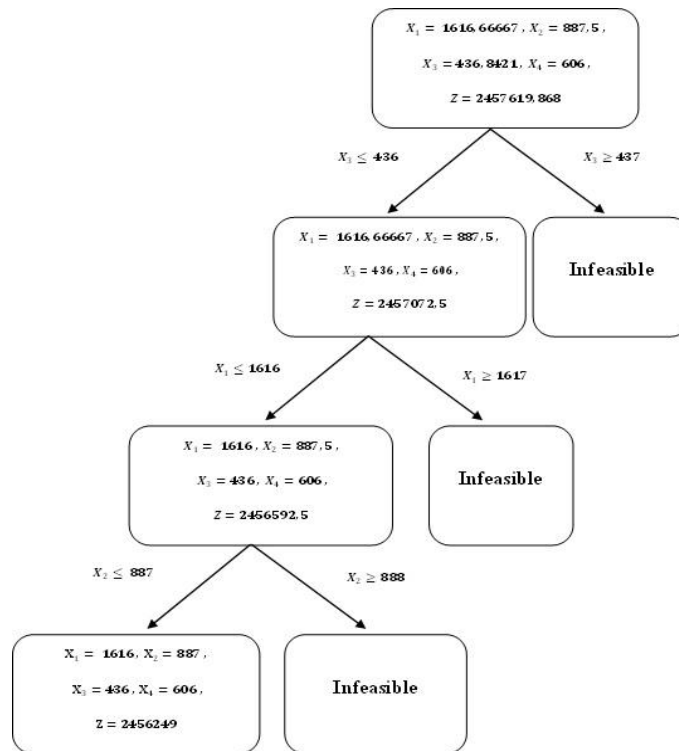 X₁ = 1616,66667 , X₂ = 887,5 ,
X₃ = 436,8421, X₄ = 606 ,
Z = 2457619,868
X₃ ≤ 436
X₃ ≥ 437
X₁ = 1616,66667 , X₂ = 887,5 ,
X₃ = 436 , X₄ = 606 ,
Z = 2457072,5
Infeasible
X₁ ≤ 1616
X₁ ≥ 1617
X₁ = 1616 , X₂ = 887,5 ,
X₃ = 436, X₄ = 606 ,
Z = 2456592,5
Infeasible
X₂ ≤ 887
X₂ ≥ 888
X₁ = 1616, X₂ = 887 ,
X₃ = 436, X₄ = 606 ,
Z = 2456249
Infeasible